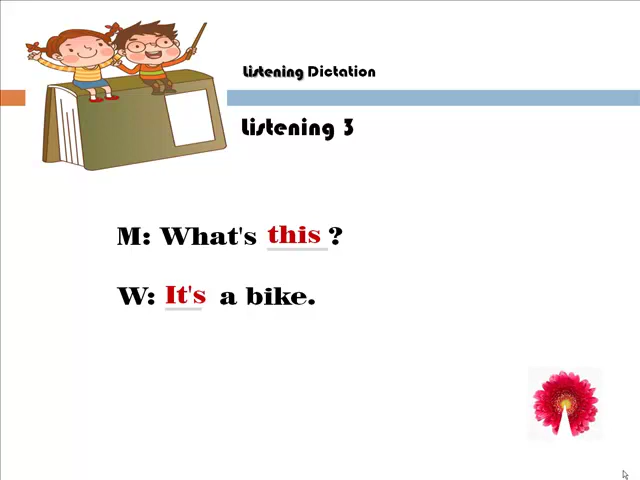 Listening Dictation
Listening 3
M: What's this ?
W: It's a bike.